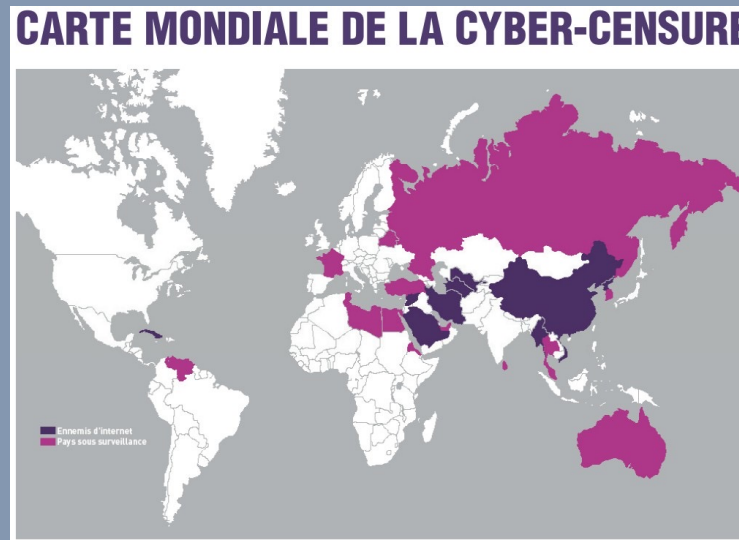 CARTE MONDIALE DE LA CYBER-CENSURE
Ennemis d'internet
Pays sous surveillance